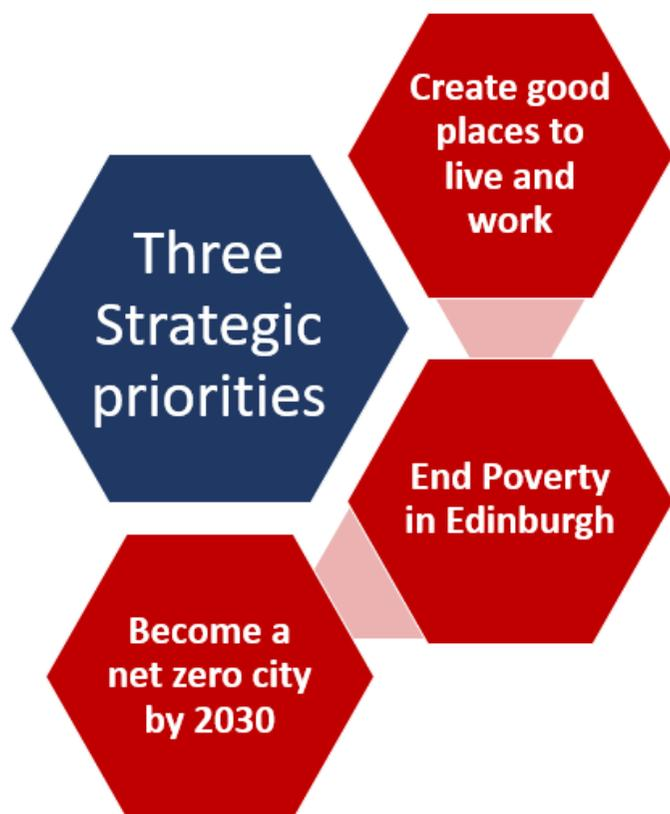 Three
Strategic
priorities
Create good
places to
live and
work
End Poverty
in Edinburgh
Become a
net zero city
by 2030